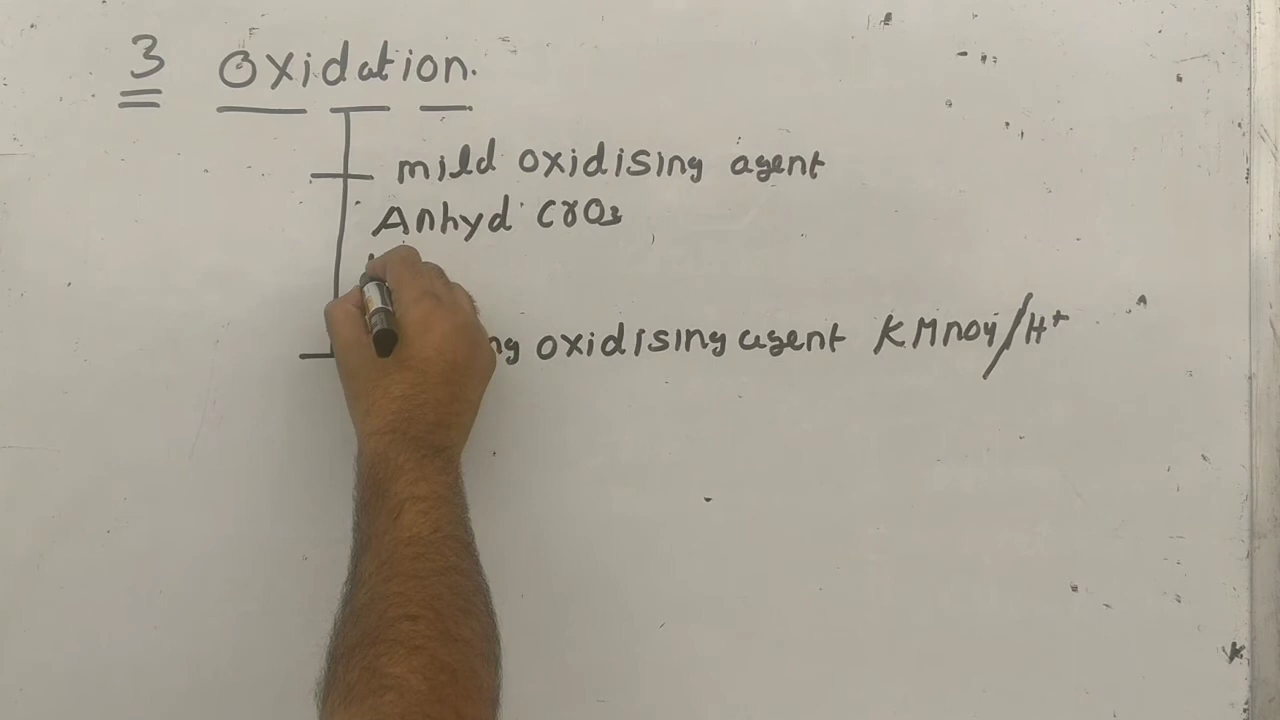 3 Oxidation.
mild oxidising agent
Anhyd. CrO3
oxidising agent KMnO4/H+